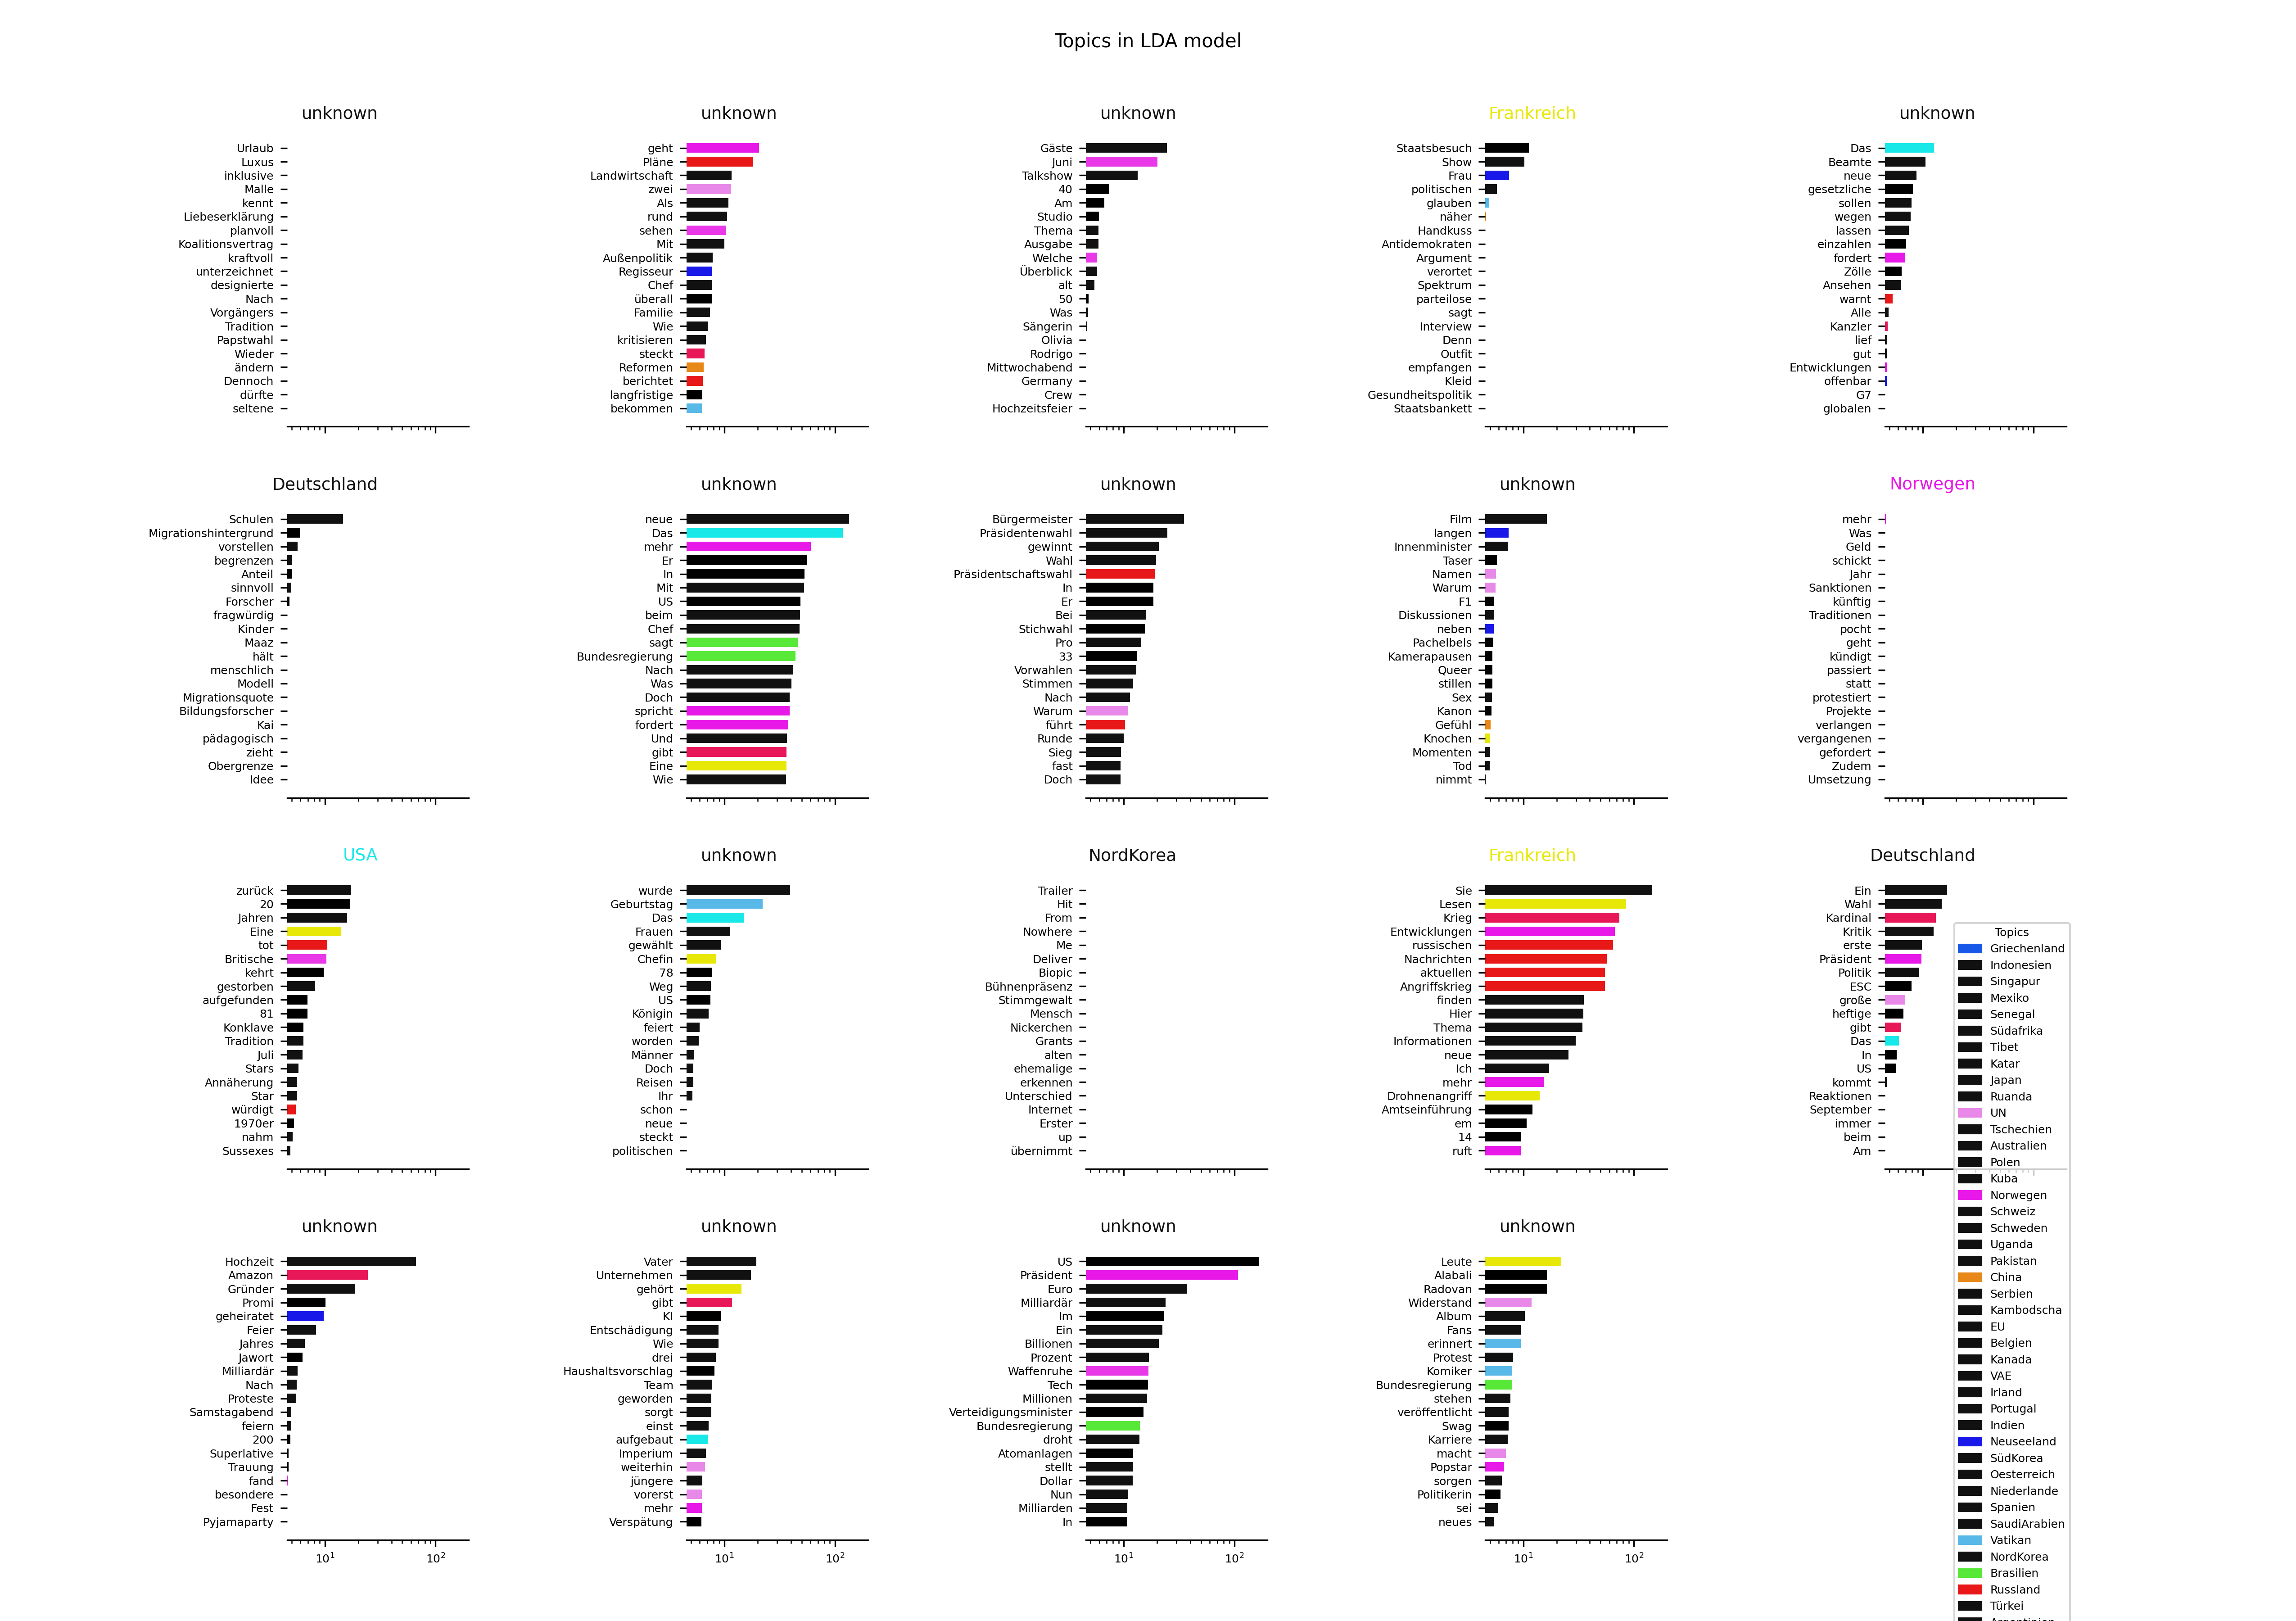 Topics in LDA model
unknown
Urlaub
Luxus
inklusive
Malle
kennt
Liebeserklärung
planvoll
Koalitionsvertrag
kraftvoll
unterzeichnet
designierte
Nach
Vorgängers
Tradition
Papstwahl
Wieder
ändern
Dennoch
dürfte
seltene
unknown
geht
Pläne
Landwirtschaft
zwei
Als
rund
sehen
Mit
Außenpolitik
Regisseur
Chef
überall
Familie
Wie
kritisieren
steckt
Reformen
berichtet
langfristige
bekommen
unknown
Gäste
Juni
Talkshow
40
Am
Studio
Thema
Ausgabe
Welche
Überblick
alt
50
Was
Sängerin
Olivia
Rodrigo
Mittwochabend
Germany
Crew
Hochzeitsfeier
Frankreich
Staatsbesuch
Show
Frau
politischen
glauben
näher
Handkuss
Antidemokraten
Argument
verortet
Spektrum
parteilose
sagt
Interview
Denn
Outfit
empfangen
Kleid
Gesundheitspolitik
Staatsbankett
unknown
Das
Beamte
neue
gesetzliche
sollen
wegen
lassen
einzahlen
fordert
Zölle
Ansehen
warnt
Alle
Kanzler
lief
gut
Entwicklungen
offenbar
G7
globalen
Deutschland
Schulen
Migrationshintergrund
vorstellen
begrenzen
Anteil
sinnvoll
Forscher
fragwürdig
Kinder
Maaz
hält
menschlich
Modell
Migrationsquote
Bildungsforscher
Kai
pädagogisch
zieht
Obergrenze
Idee
unknown
neue
Das
mehr
Er
In
Mit
US
beim
Chef
sagt
Bundesregierung
Nach
Was
Doch
spricht
fordert
Und
gibt
Eine
Wie
unknown
Bürgermeister
Präsidentenwahl
gewinnt
Wahl
Präsidentschaftswahl
In
Er
Bei
Stichwahl
Pro
33
Vorwahlen
Stimmen
Nach
Warum
führt
Runde
Sieg
fast
Doch
unknown
Film
langen
Innenminister
Taser
Namen
Warum
F1
Diskussionen
neben
Pachelbels
Kamerapausen
Queer
stillen
Sex
Kanon
Gefühl
Knochen
Momenten
Tod
nimmt
Norwegen
mehr
Was
Geld
schickt
Jahr
Sanktionen
künftig
Traditionen
pocht
geht
kündigt
passiert
statt
protestiert
Projekte
verlangen
vergangenen
gefordert
Zudem
Umsetzung
USA
zurück
20
Jahren
Eine
tot
Britische
kehrt
gestorben
aufgefunden
81
Konklave
Tradition
Juli
Stars
Annäherung
Star
würdigt
1970er
nahm
Sussexes
unknown
wurde
Geburtstag
Das
Frauen
gewählt
Chefin
78
Weg
US
Königin
feiert
worden
Männer
Doch
Reisen
Ihr
schon
neue
steckt
politischen
NordKorea
Trailer
Hit
From
Nowhere
Me
Deliver
Biopic
Bühnenpräsenz
Stimmgewalt
Mensch
Nickerchen
Grants
alten
ehemalige
erkennen
Unterschied
Internet
Erster
up
übernimmt
Frankreich
Sie
Lesen
Krieg
Entwicklungen
russischen
Nachrichten
aktuellen
Angriffskrieg
finden
Hier
Thema
Informationen
neue
Ich
mehr
Drohnenangriff
Amtseinführung
em
14
ruft
Deutschland
Ein
Wahl
Kardinal
Kritik
erste
Präsident
Politik
ESC
große
heftige
gibt
Das
In
US
kommt
Reaktionen
September
immer
beim
Am
unknown
Hochzeit
Amazon
Gründer
Promi
geheiratet
Feier
Jahres
Jawort
Milliardär
Nach
Proteste
Samstagabend
feiern
200
Superlative
Trauung
fand
besondere
Fest
Pyjamaparty
10^1 10^2
unknown
Vater
Unternehmen
gehört
gibt
KI
Entschädigung
Wie
drei
Haushaltsvorschlag
Team
geworden
sorgt
einst
aufgebaut
Imperium
weiterhin
jüngere
vorerst
mehr
Verspätung
10^1 10^2
unknown
US
Präsident
Euro
Milliardär
Im
Ein
Billionen
Prozent
Waffenruhe
Tech
Millionen
Verteidigungsminister
Bundesregierung
droht
Atomanlagen
stellt
Dollar
Nun
Milliarden
In
10^1 10^2
unknown
Leute
Alabali
Radovan
Widerstand
Album
Fans
erinnert
Protest
Komiker
Bundesregierung
stehen
veröffentlicht
Swag
Karriere
macht
Popstar
sorgen
Politikerin
sei
neues
10^1 10^2
Topics
Griechenland
Indonesien
Singapur
Mexiko
Senegal
Südafrika
Tibet
Katar
Japan
Ruanda
UN
Tschechien
Australien
Polen
Kuba
Norwegen
Schweiz
Schweden
Uganda
Pakistan
China
Serbien
Kambodscha
EU
Belgien
Kanada
VAE
Irland
Portugal
Indien
Neuseeland
SüdKorea
Oesterreich
Niederlande
Spanien
SaudiArabien
Vatikan
NordKorea
Brasilien
Russland
Türkei